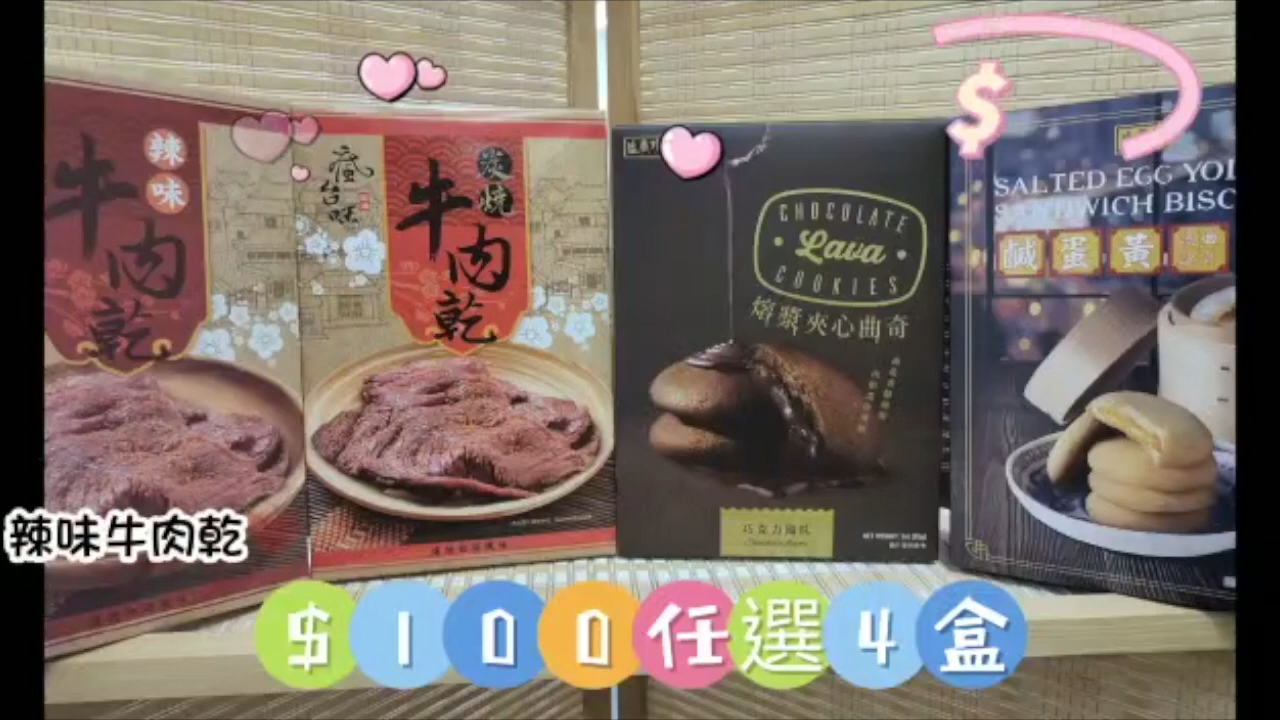 辣味
牛肉乾
瘋台味
炭燒
牛肉乾
CHOCOLATE
Lava
COOKIES
熔漿夾心曲奇
巧克力風味
$
SALTED EGG YOL
SANDWICH BISC
鹹蛋黃
辣味牛肉乾
$100任選4盒